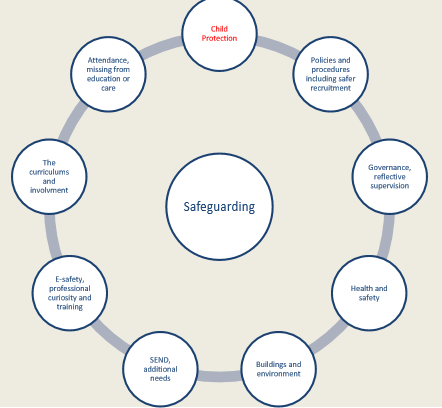 Child
Protection
Policies and
procedures
including safer
recruitment
Governance,
reflective
supervision
Health and
safety
Buildings and
environment
SEND,
additional
needs
E-safety,
professional
curiosity and
training
The
curriculums
and
involvment
Attendance,
missing from
education or
care
Safeguarding